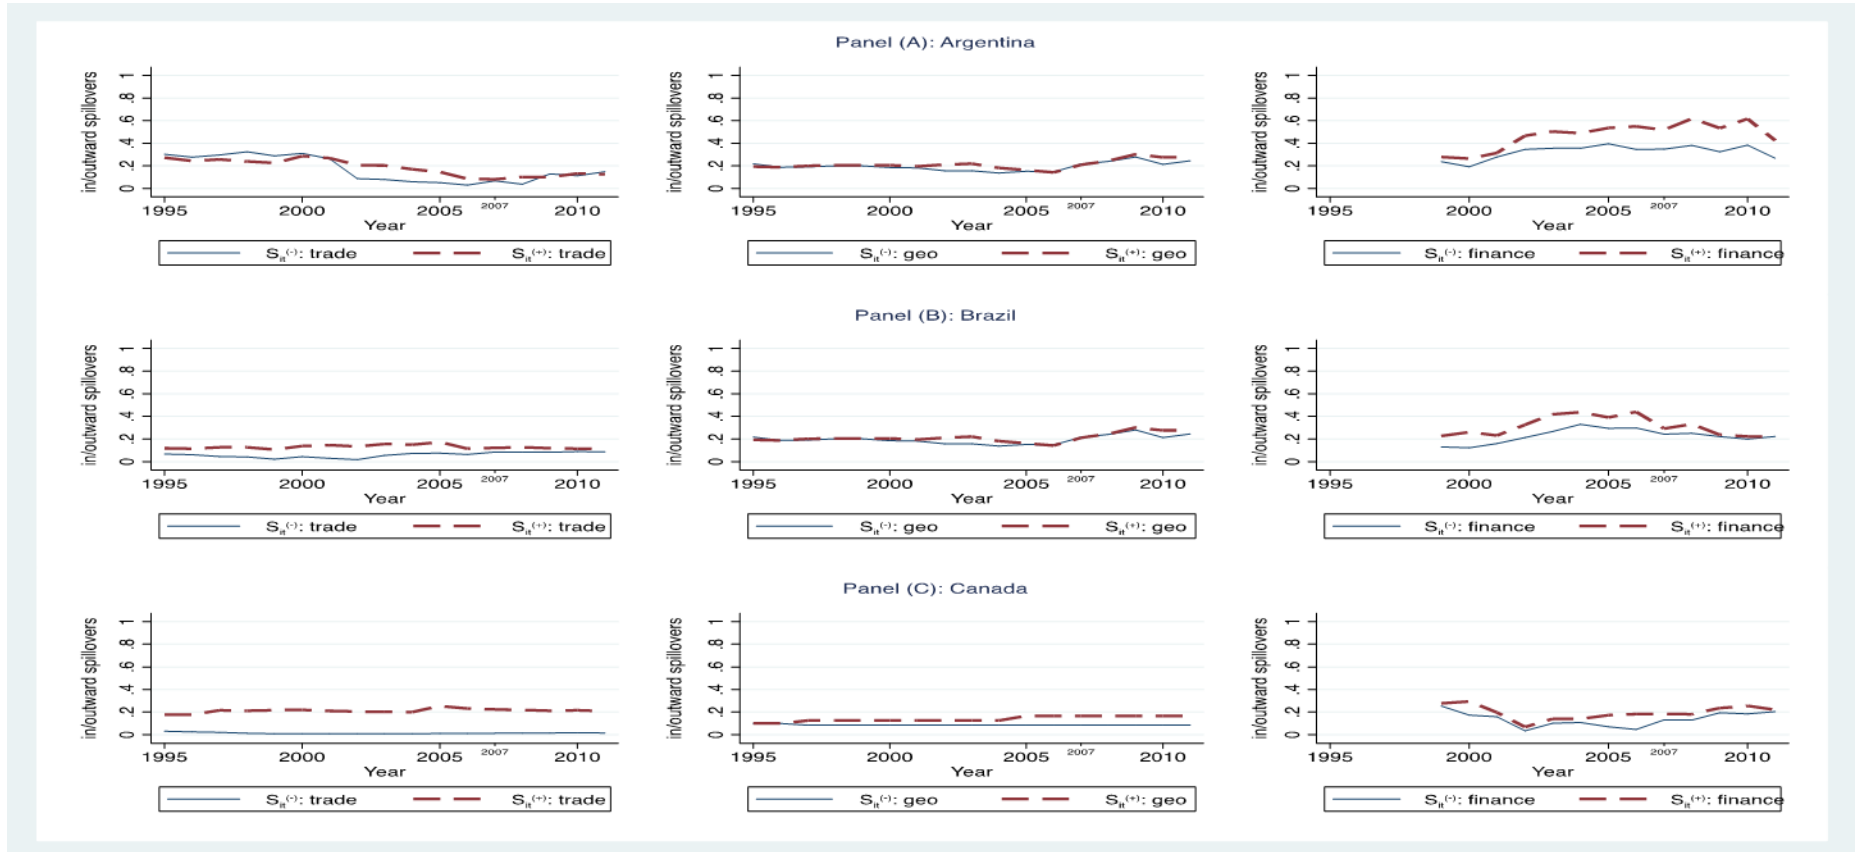 Panel (A): Argentina
in/outward spillovers
0 .2 .4 .6 .8 1
1995 2000 2005 2007 2010
Year
S_it^(-): trade S_it^(+): trade
in/outward spillovers
0 .2 .4 .6 .8 1
1995 2000 2005 2007 2010
Year
S_it^(-): geo S_it^(+): geo
in/outward spillovers
0 .2 .4 .6 .8 1
1995 2000 2005 2007 2010
Year
S_it^(-): finance S_it^(+): finance
Panel (B): Brazil
in/outward spillovers
0 .2 .4 .6 .8 1
1995 2000 2005 2007 2010
Year
S_it^(-): trade S_it^(+): trade
in/outward spillovers
0 .2 .4 .6 .8 1
1995 2000 2005 2007 2010
Year
S_it^(-): geo S_it^(+): geo
in/outward spillovers
0 .2 .4 .6 .8 1
1995 2000 2005 2007 2010
Year
S_it^(-): finance S_it^(+): finance
Panel (C): Canada
in/outward spillovers
0 .2 .4 .6 .8 1
1995 2000 2005 2007 2010
Year
S_it^(-): trade S_it^(+): trade
in/outward spillovers
0 .2 .4 .6 .8 1
1995 2000 2005 2007 2010
Year
S_it^(-): geo S_it^(+): geo
in/outward spillovers
0 .2 .4 .6 .8 1
1995 2000 2005 2007 2010
Year
S_it^(-): finance S_it^(+): finance